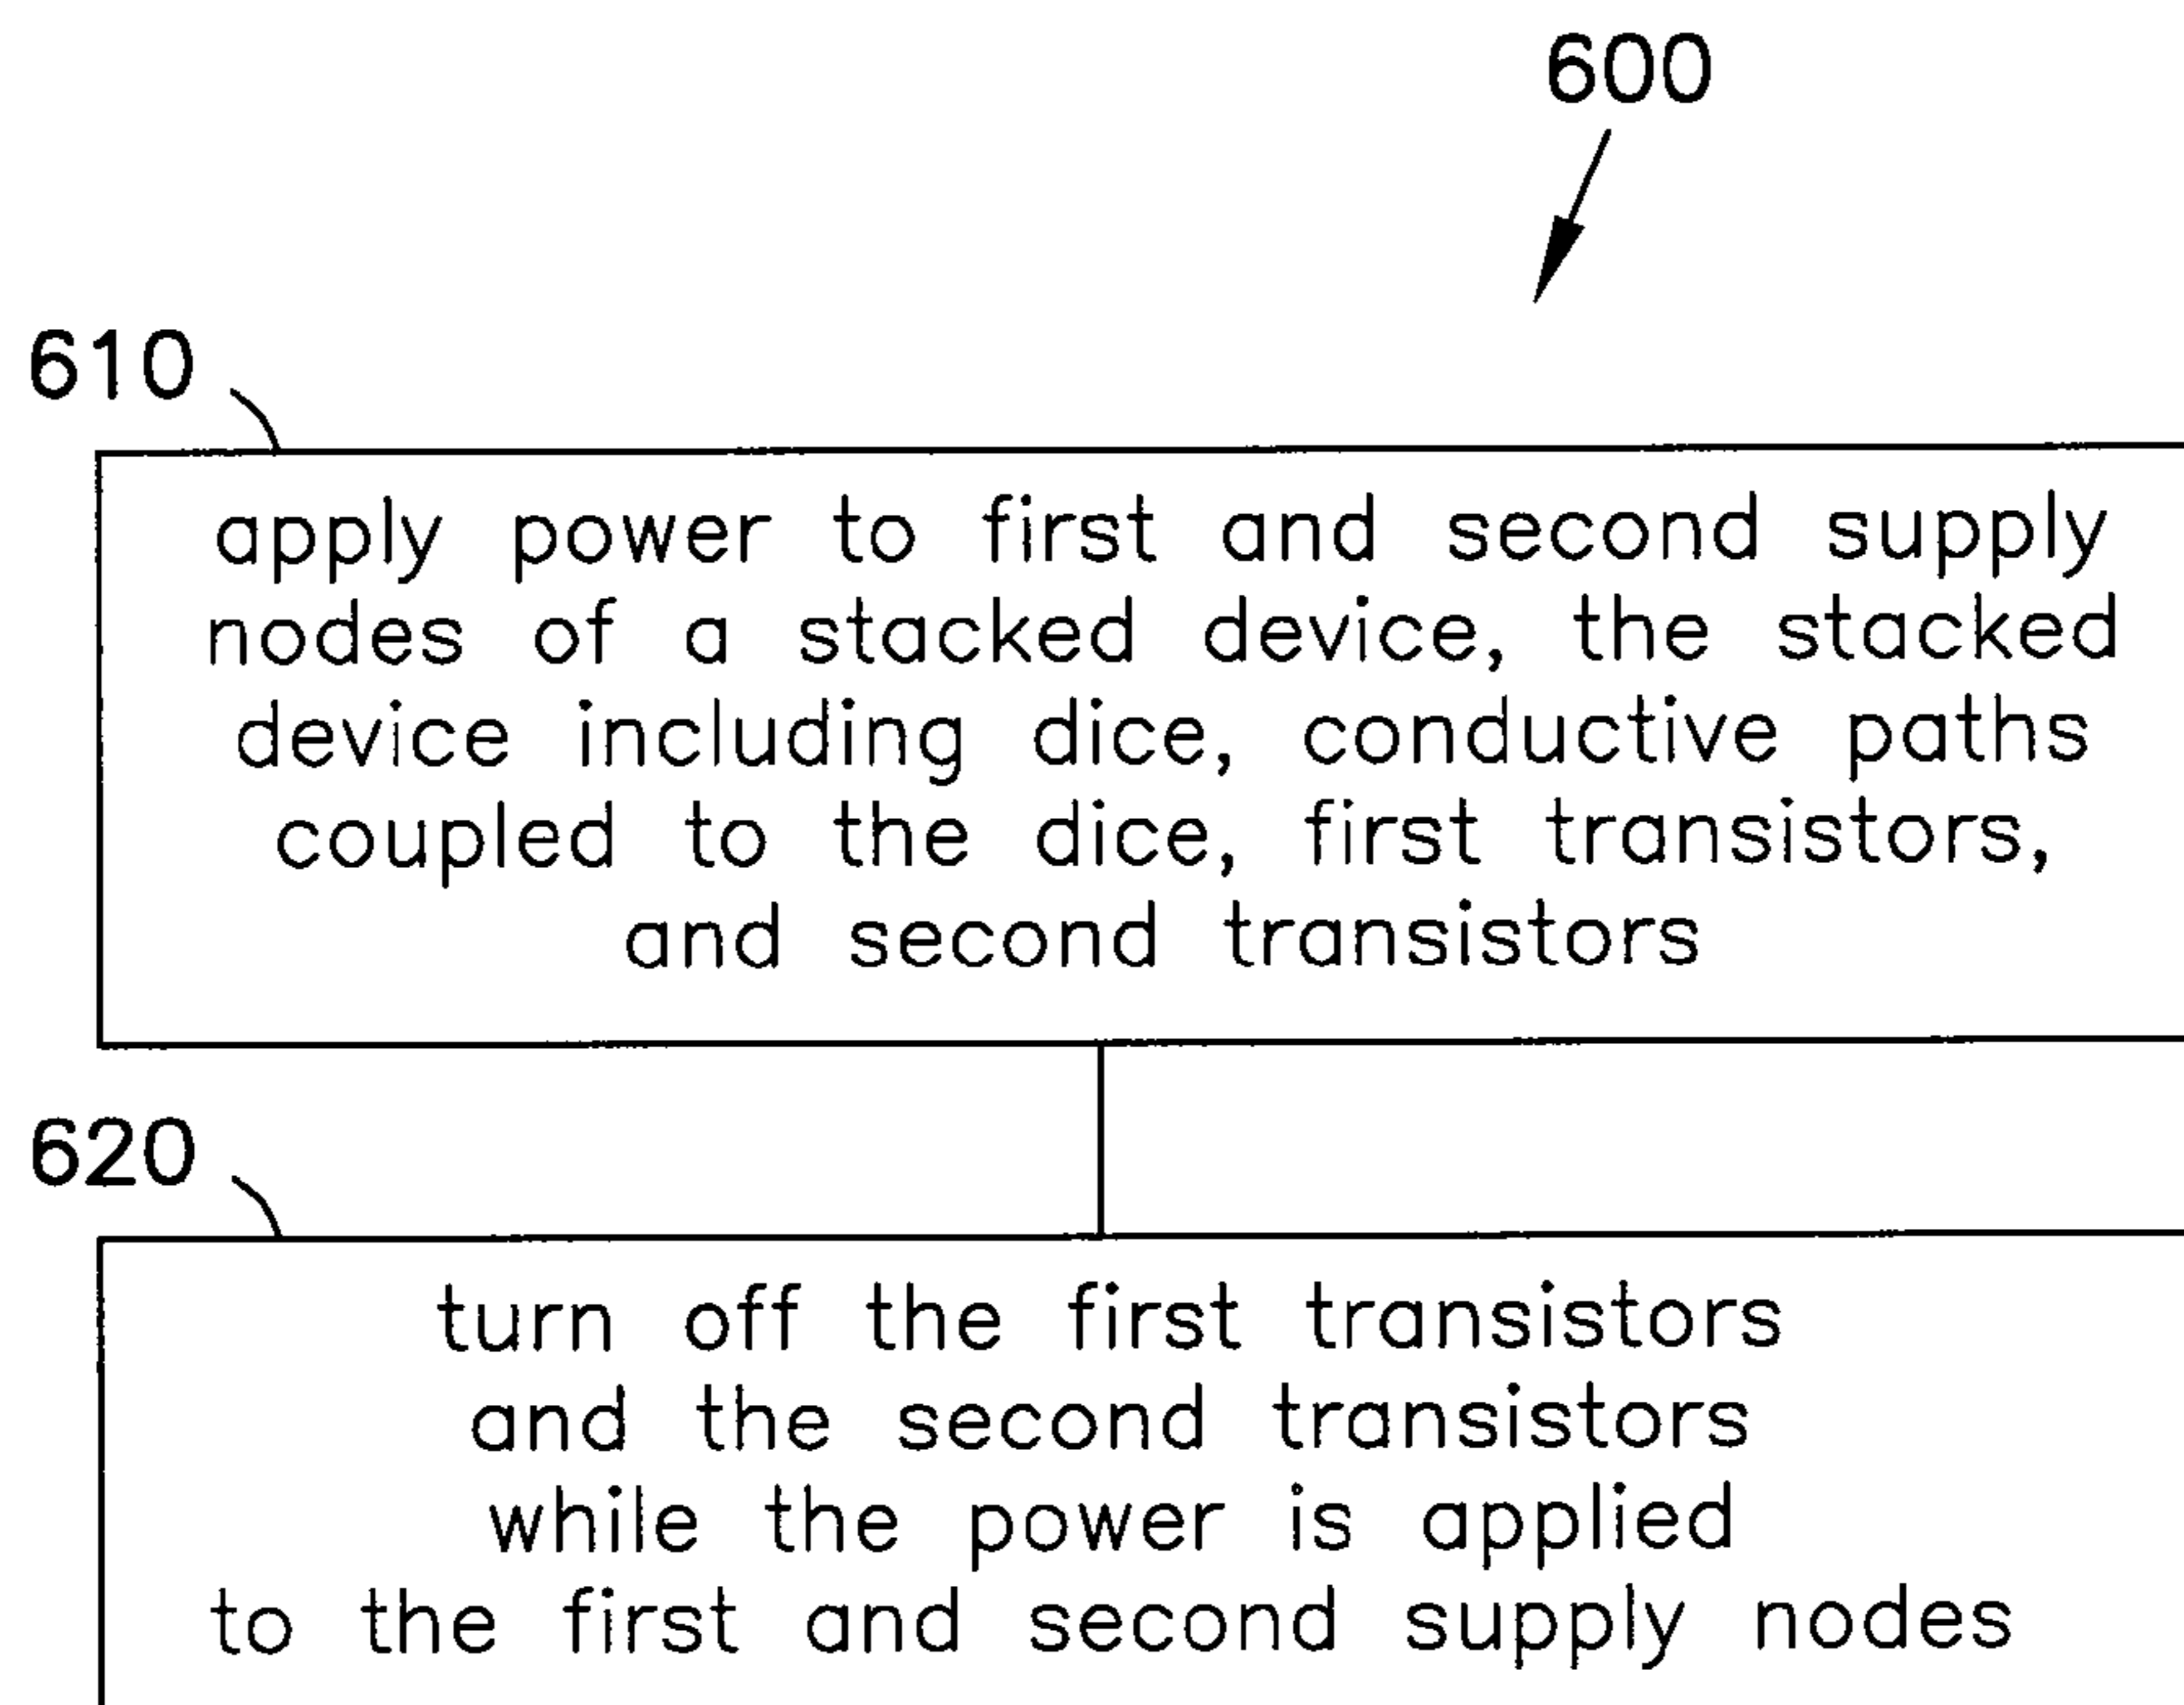 600
610
apply power to first and second supply
nodes of a stacked device, the stacked
device including dice, conductive paths
coupled to the dice, first transistors,
and second transistors
620
turn off the first transistors
and the second transistors
while the power is applied
to the first and second supply nodes